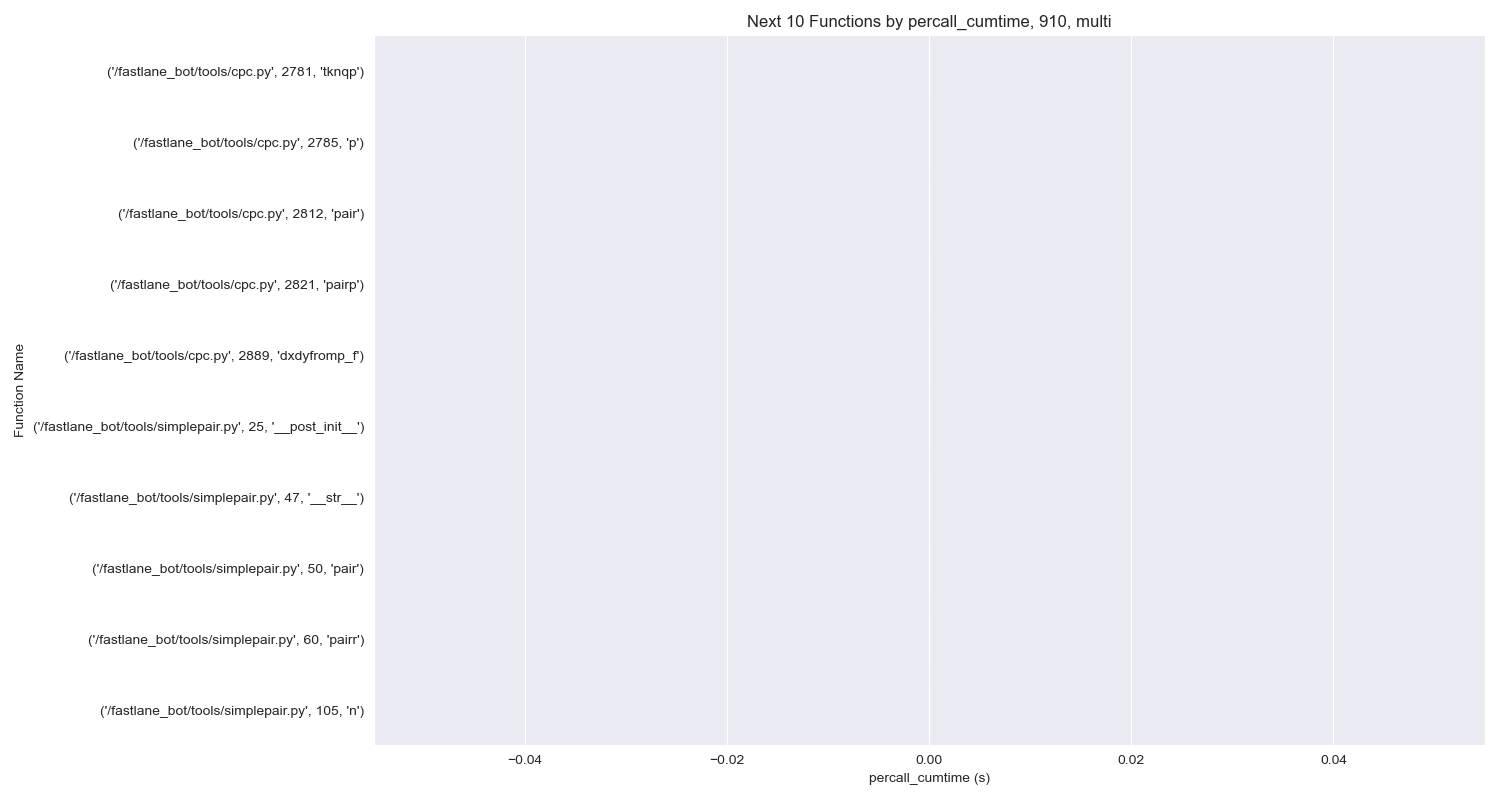 Next 10 Functions by percall_cumtime, 910, multi
('/fastlane_bot/tools/cpc.py', 2781, 'tknqp')
('/fastlane_bot/tools/cpc.py', 2785, 'p')
('/fastlane_bot/tools/cpc.py', 2812, 'pair')
('/fastlane_bot/tools/cpc.py', 2821, 'pairp')
('/fastlane_bot/tools/cpc.py', 2889, 'dxdyfromp_f')
('/fastlane_bot/tools/simplepair.py', 25, '__post_init__')
('/fastlane_bot/tools/simplepair.py', 47, '__str__')
('/fastlane_bot/tools/simplepair.py', 50, 'pair')
('/fastlane_bot/tools/simplepair.py', 60, 'pairr')
('/fastlane_bot/tools/simplepair.py', 105, 'n')
Function Name
−0.04 −0.02 0.00 0.02 0.04
percall_cumtime (s)